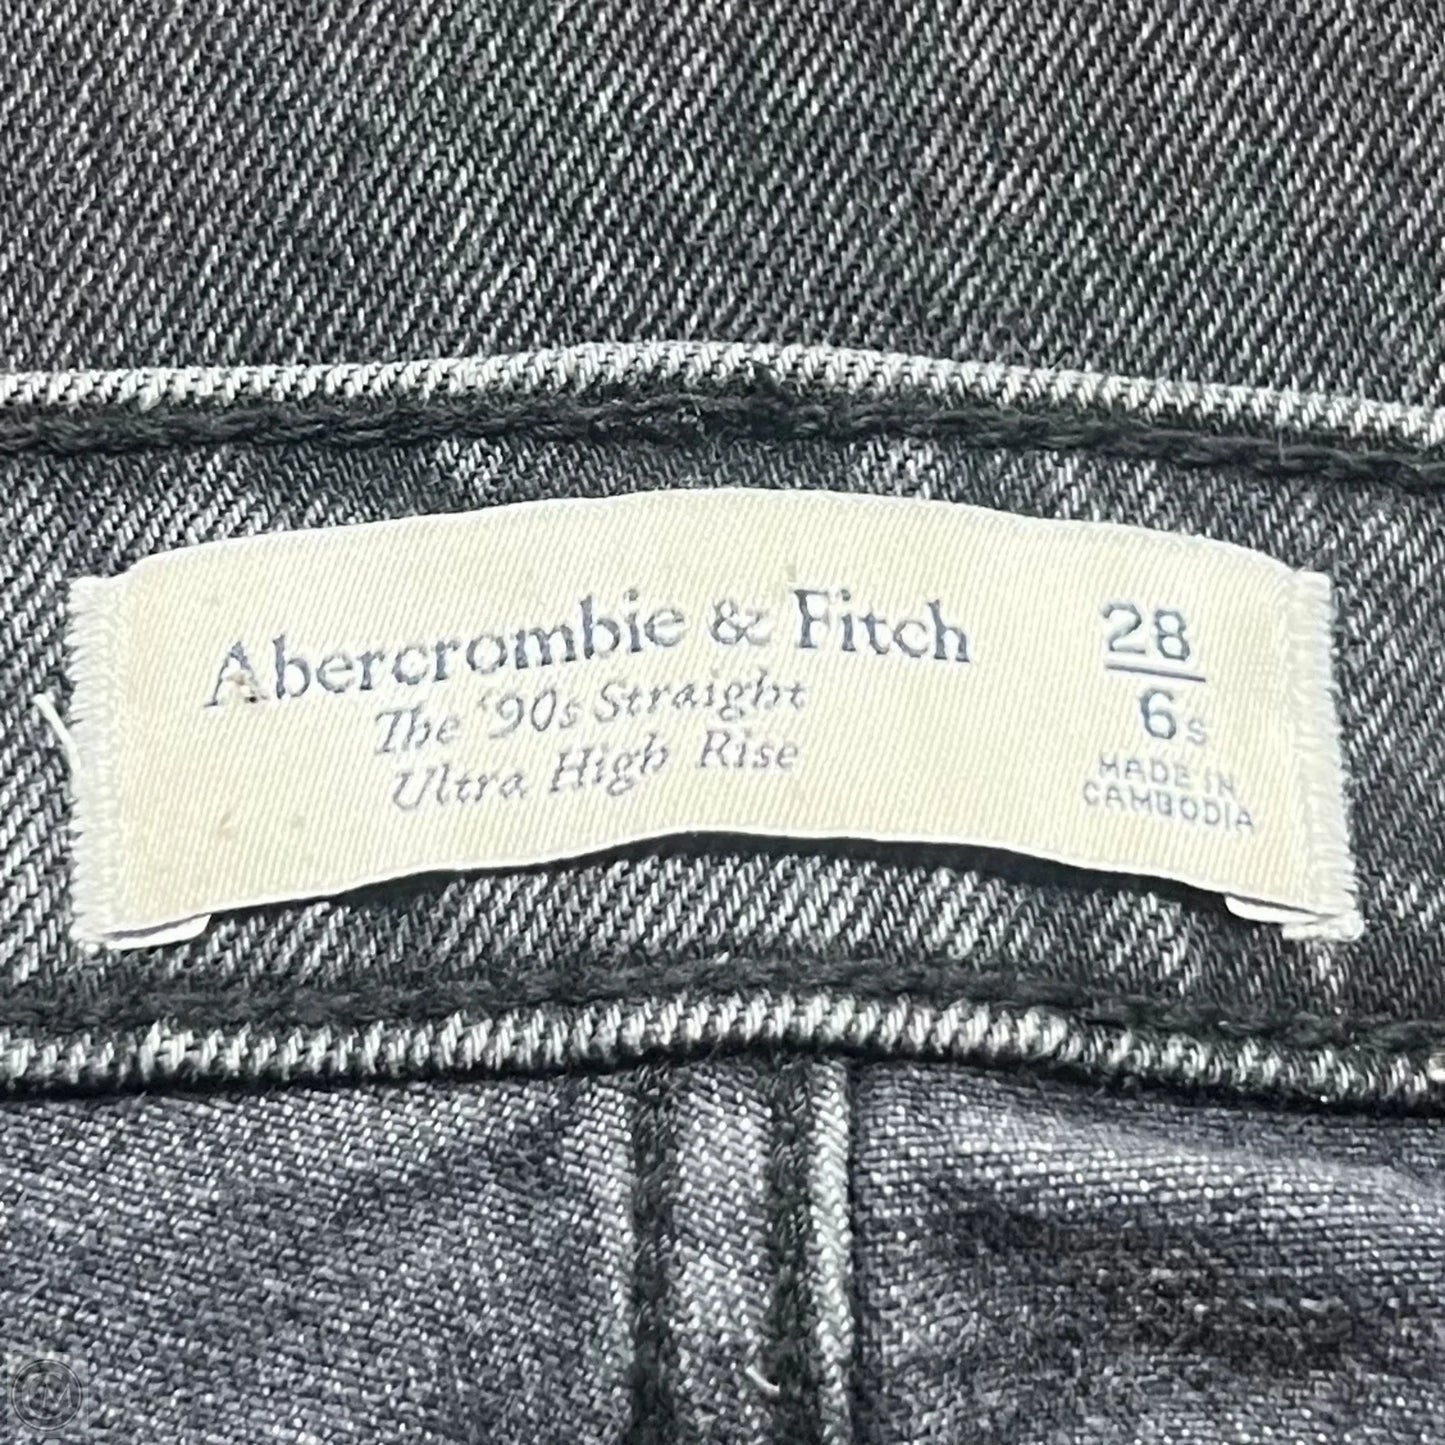 Abercrombie & Fitch
The '90s Straight
Ultra High Rise
28
6s
MADE IN
CAMBODIA